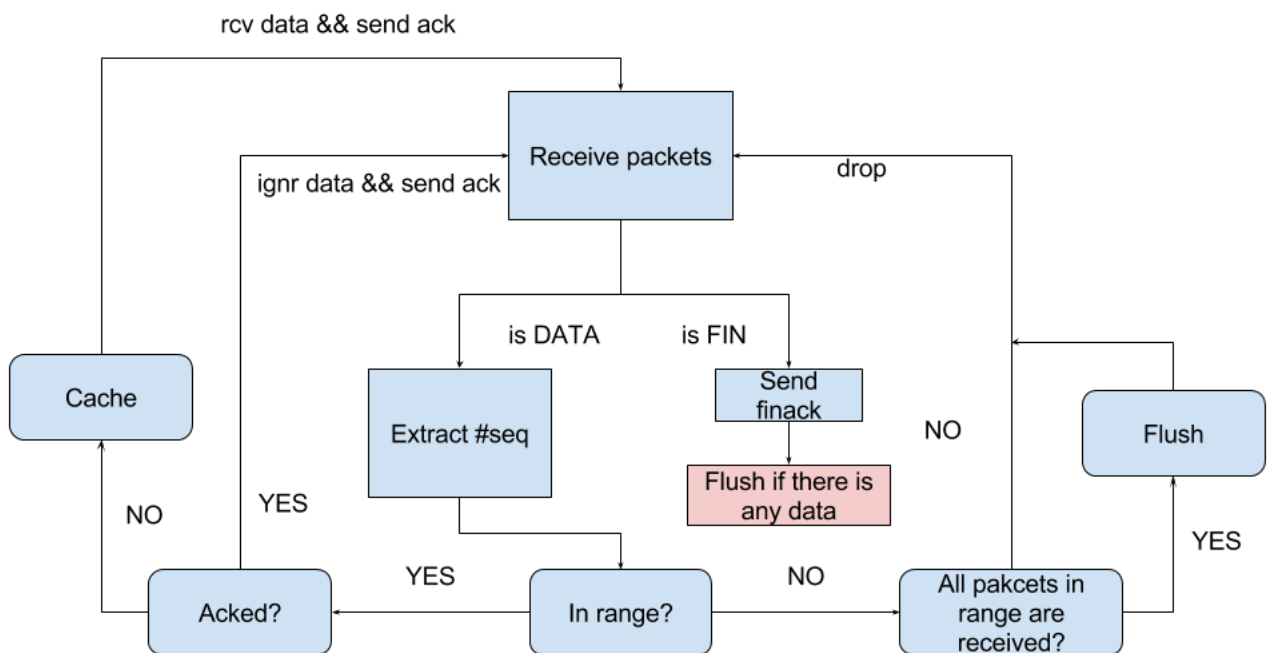 rcv data && send ack
Receive packets
ignr data && send ack
drop
is DATA
is FIN
Cache
Send
finack
Extract #seq
NO
Flush
Flush if there is
any data
YES
NO
YES
YES
NO
Acked?
In range?
All pakcets in
range are
received?